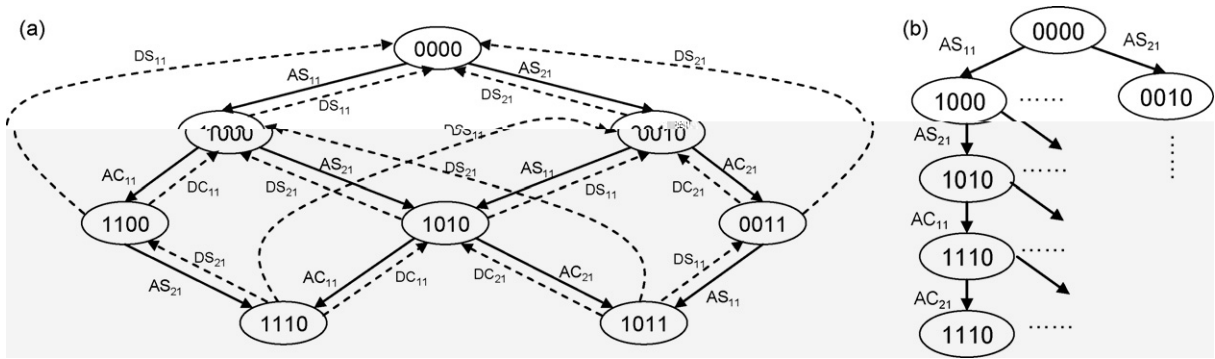 (a)
0000
DS11
DS21
AS11
DS11
AS21
DS21
DS11
DS21
AC11
DC11
AS21
DS21
AS11
DS11
AC21
DC21
1100
1010
0011
AS21
DS21
AC11
DC11
AC21
DC21
DS11
AS11
1110
1011
(b)
0000
AS11
AS21
1000
......
0010
AS21
1010
......
......
AC11
1110
......
AC21
1110
......